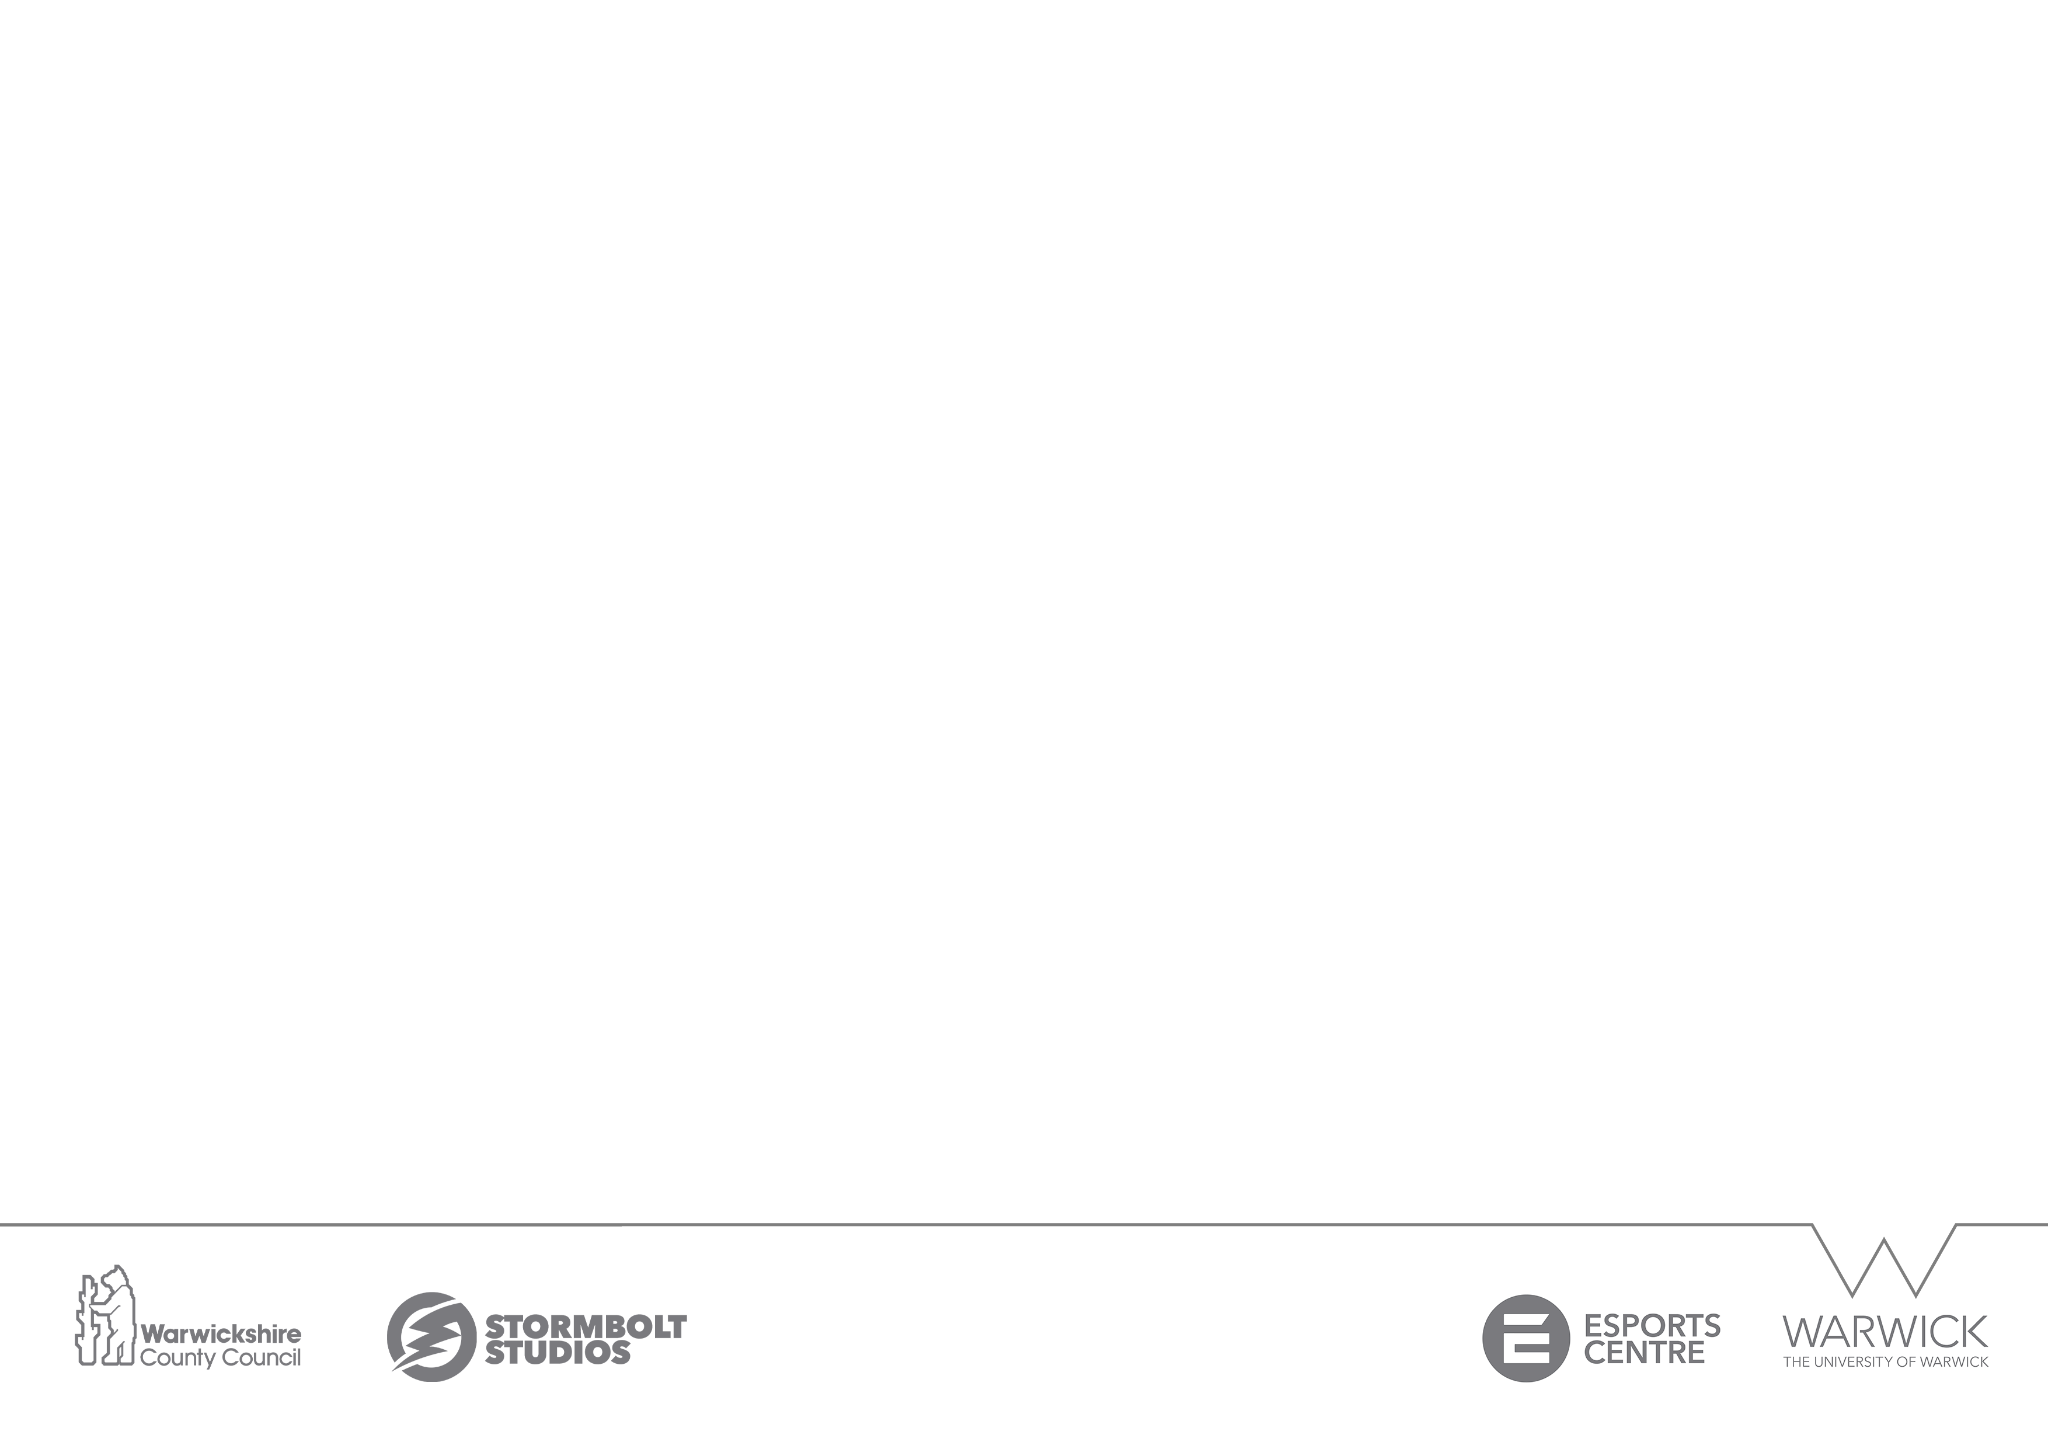 Warwickshire
County Council
STORMBOLT
STUDIOS
ESPORTS
CENTRE
WARWICK
THE UNIVERSITY OF WARWICK